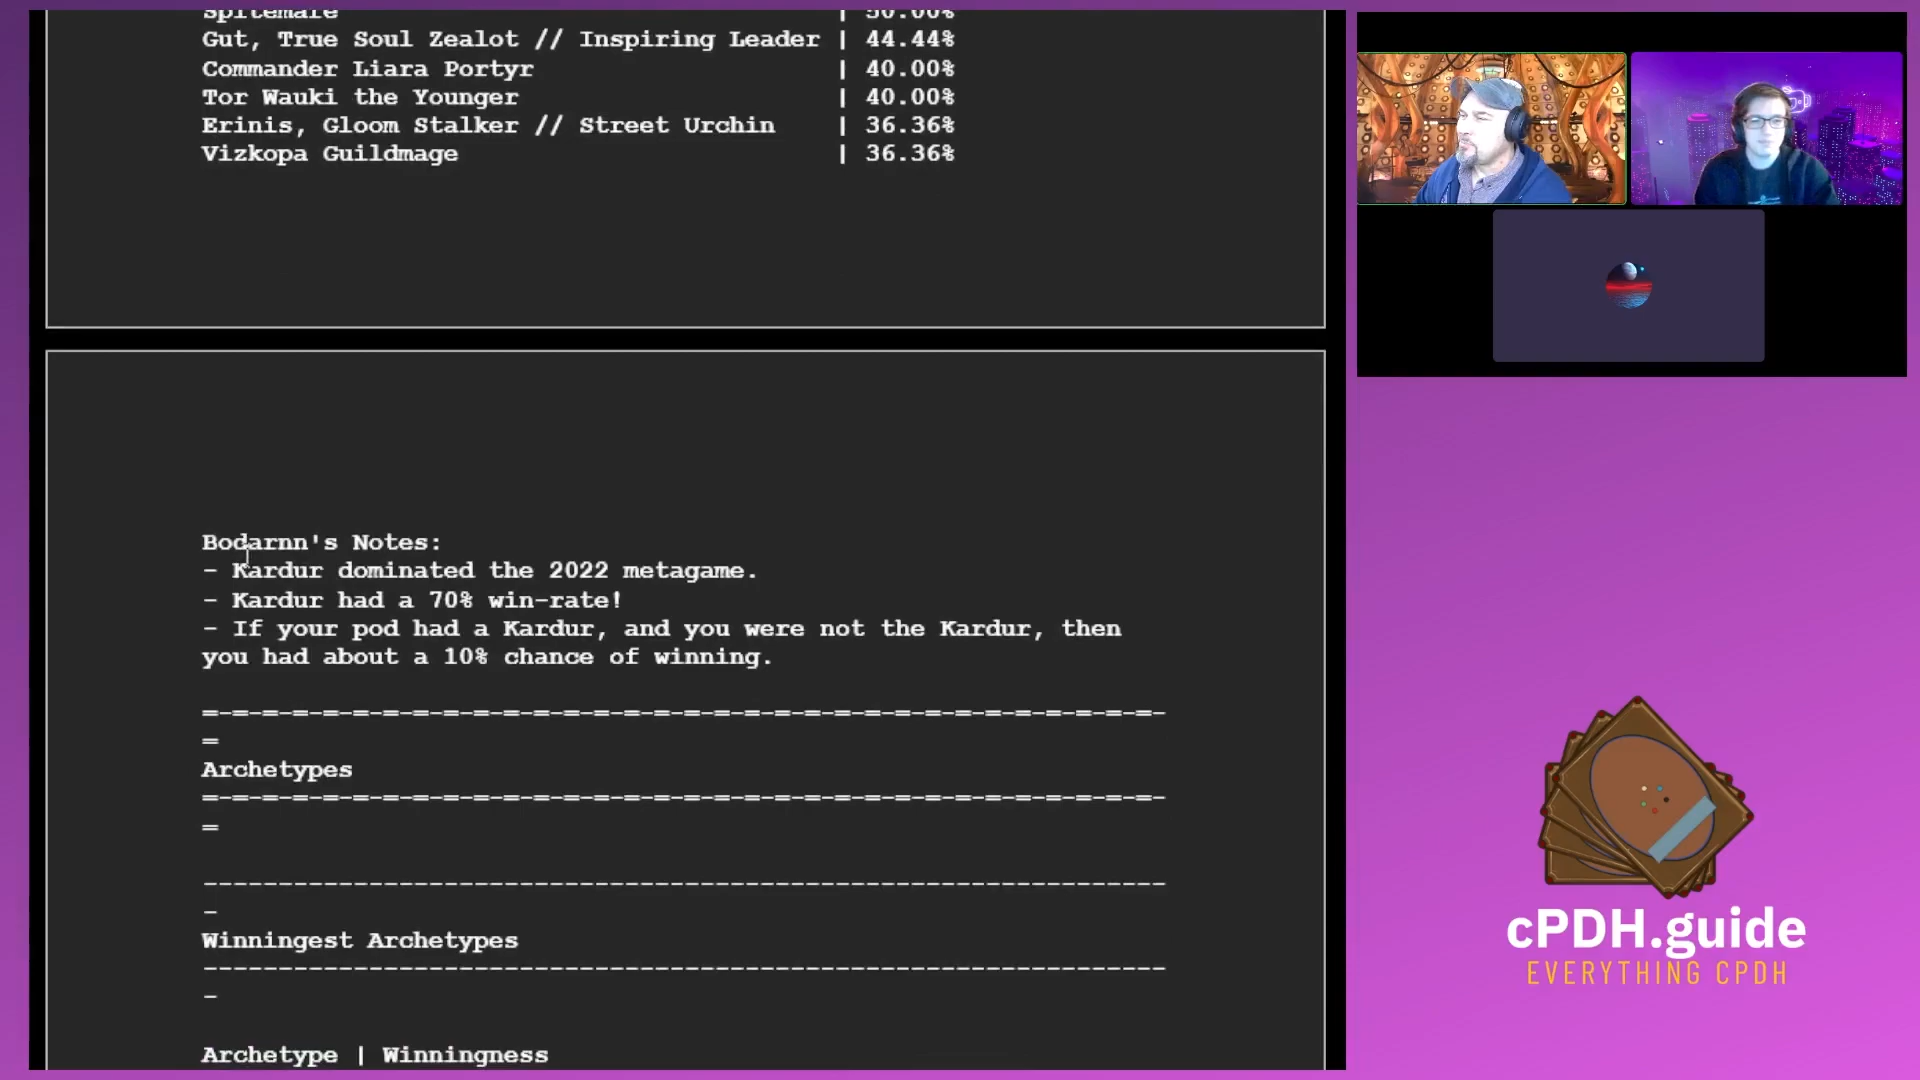 Spitemare | 50.00%
Gut, True Soul Zealot // Inspiring Leader | 44.44%
Commander Liara Portyr | 40.00%
Tor Wauki the Younger | 40.00%
Erinis, Gloom Stalker // Street Urchin | 36.36%
Vizkopa Guildmage | 36.36%
Bodarnn's Notes:
- Kardur dominated the 2022 metagame.
- Kardur had a 70% win-rate!
- If your pod had a Kardur, and you were not the Kardur, then
you had about a 10% chance of winning.
=-=-=-=-=-=-=-=-=-=-=-=-=-=-=-=-=-=-=-=-=-=-=-=-=-=-=-=-=-=-=-=-
=
Archetypes
=-=-=-=-=-=-=-=-=-=-=-=-=-=-=-=-=-=-=-=-=-=-=-=-=-=-=-=-=-=-=-=-
=
----------------------------------------------------------------
-
Winningest Archetypes
----------------------------------------------------------------
-
Archetype | Winningness
cPDH.guide
EVERYTHING CPDH